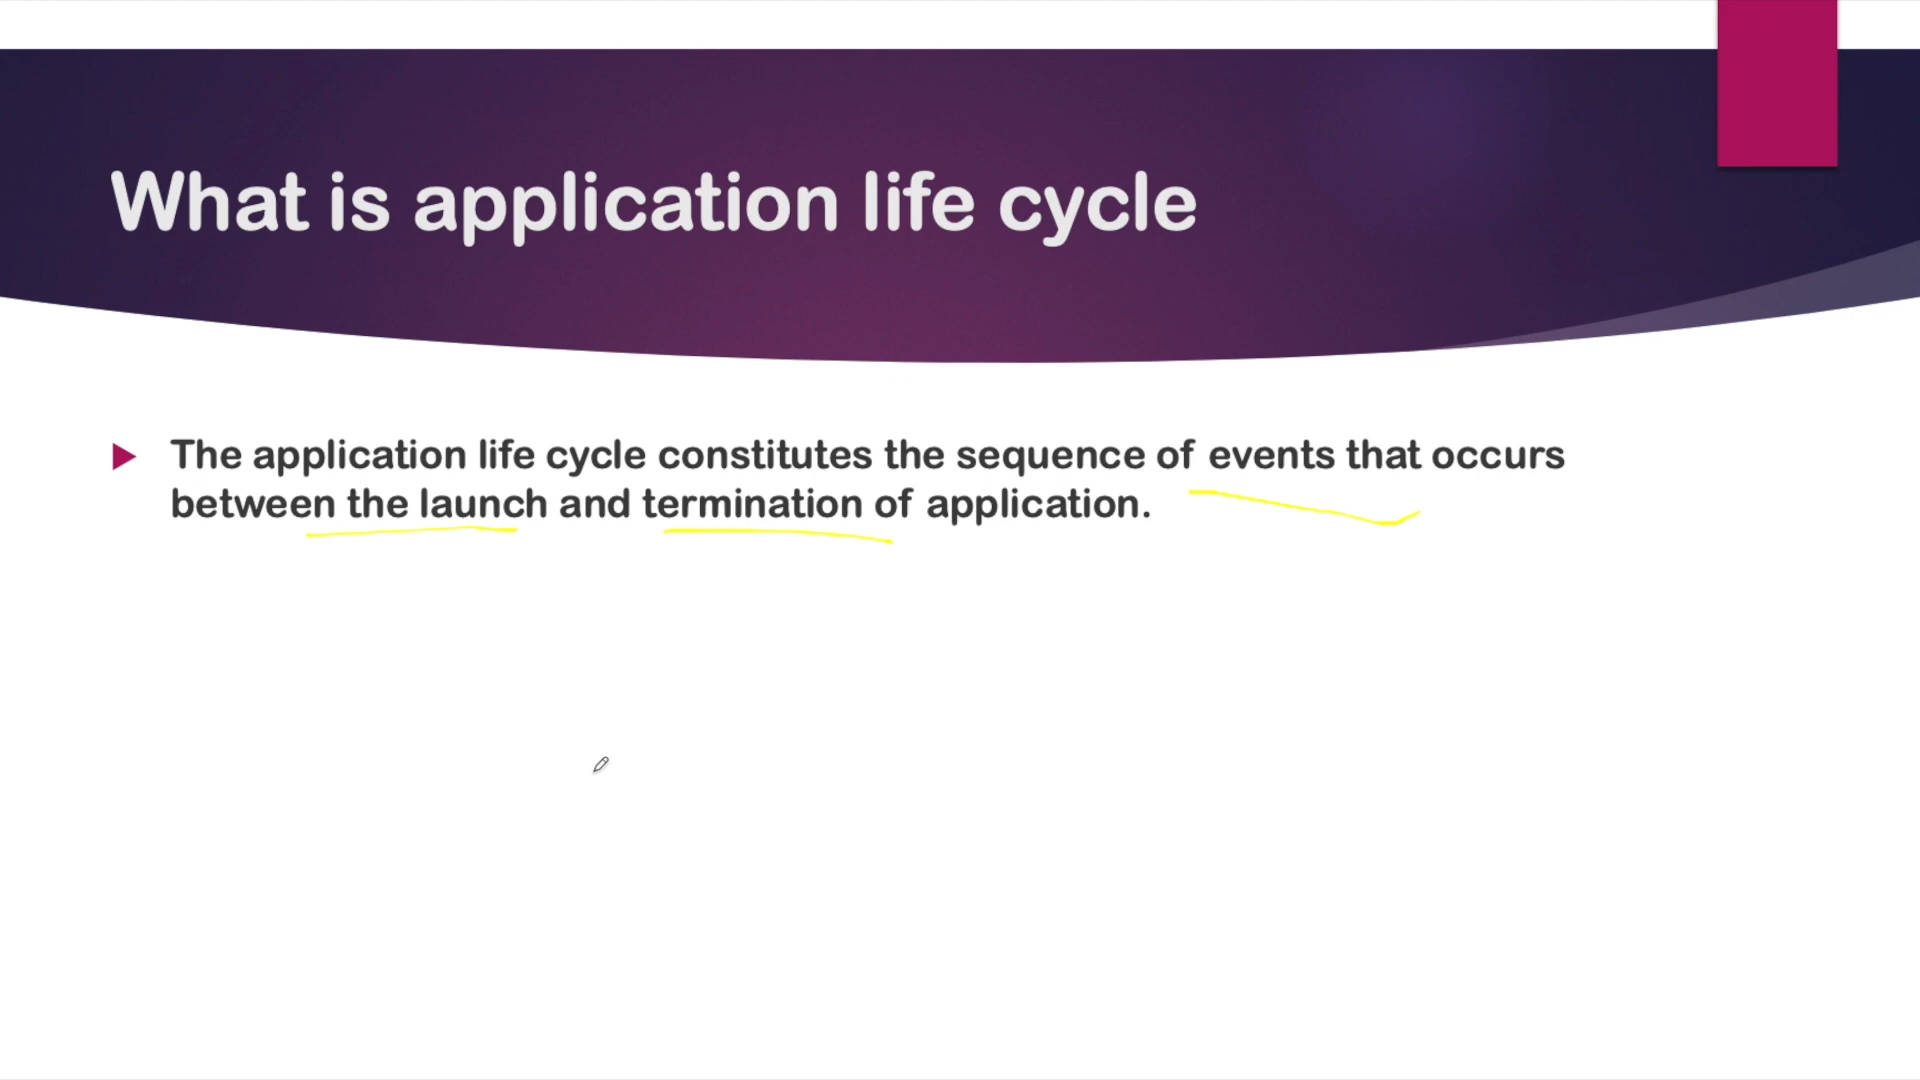 What is application life cycle
The application life cycle constitutes the sequence of events that occurs
between the launch and termination of application.